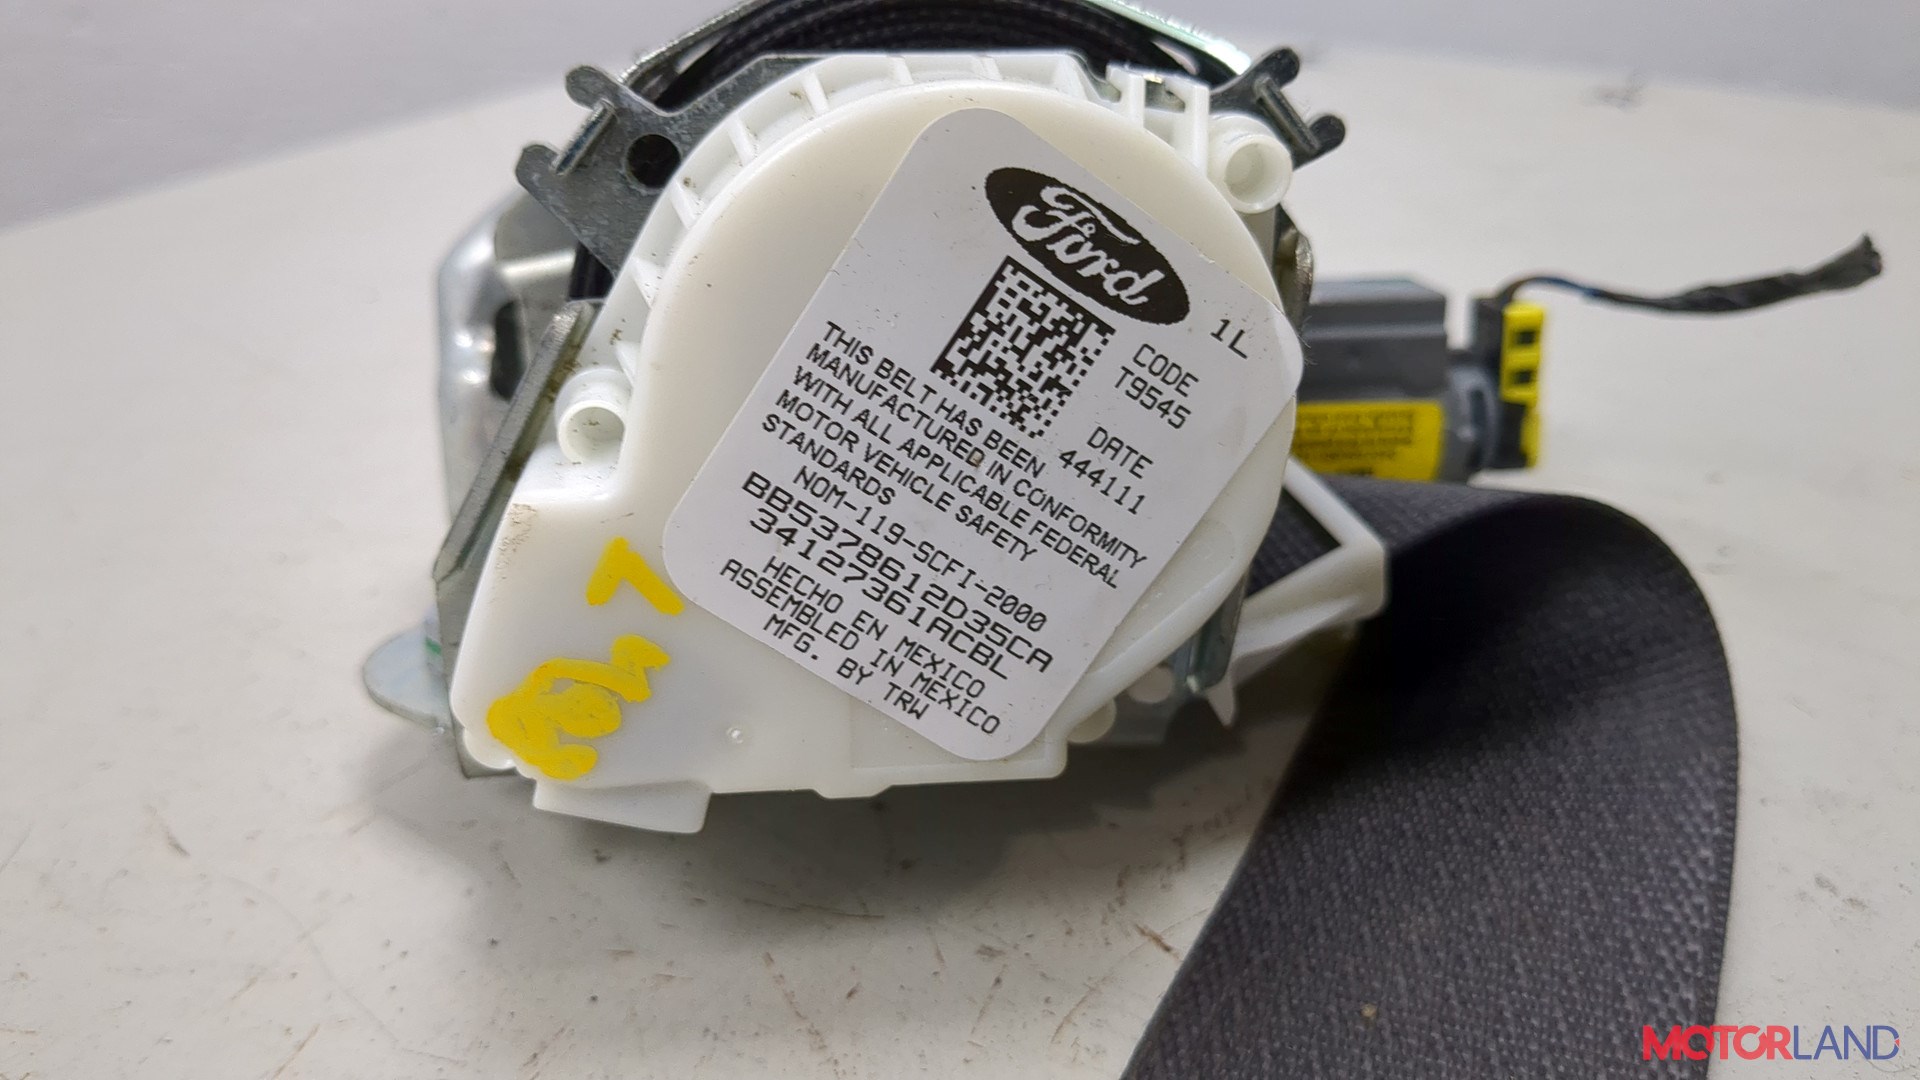 Ford
1L
CODE
T9545
DATE
444111
THIS BELT HAS BEEN
MANUFACTURED IN CONFORMITY
WITH ALL APPLICABLE FEDERAL
MOTOR VEHICLE SAFETY
STANDARDS
NOM-119-SCFI-2000
BB5378612D35CA
34127361ACBL
HECHO EN MEXICO
ASSEMBLED IN MEXICO
MFG. BY TRW
MOTORLAND